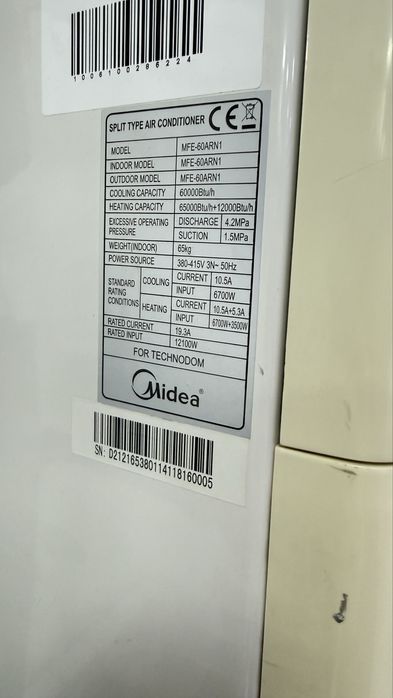 1006100286224
SPLIT TYPE AIR CONDITIONER CE
MODEL MFE-60ARN1
INDOOR MODEL MFE-60ARN1
OUTDOOR MODEL MFE-60ARN1
COOLING CAPACITY 60000Btu/h
HEATING CAPACITY 65000Btu/h+12000Btu/h
EXCESSIVE OPERATING PRESSURE DISCHARGE 4.2MPa
SUCTION 1.5MPa
WEIGHT(INDOOR) 65kg
POWER SOURCE 380-415V 3N~ 50Hz
STANDARD RATING CONDITIONS COOLING CURRENT 10.5A
INPUT 6700W
HEATING CURRENT 10.5A+5.3A
INPUT 6700W+3500W
RATED CURRENT 19.3A
RATED INPUT 12100W
FOR TECHNODOM
Midea®
SN: D212165380114118160005